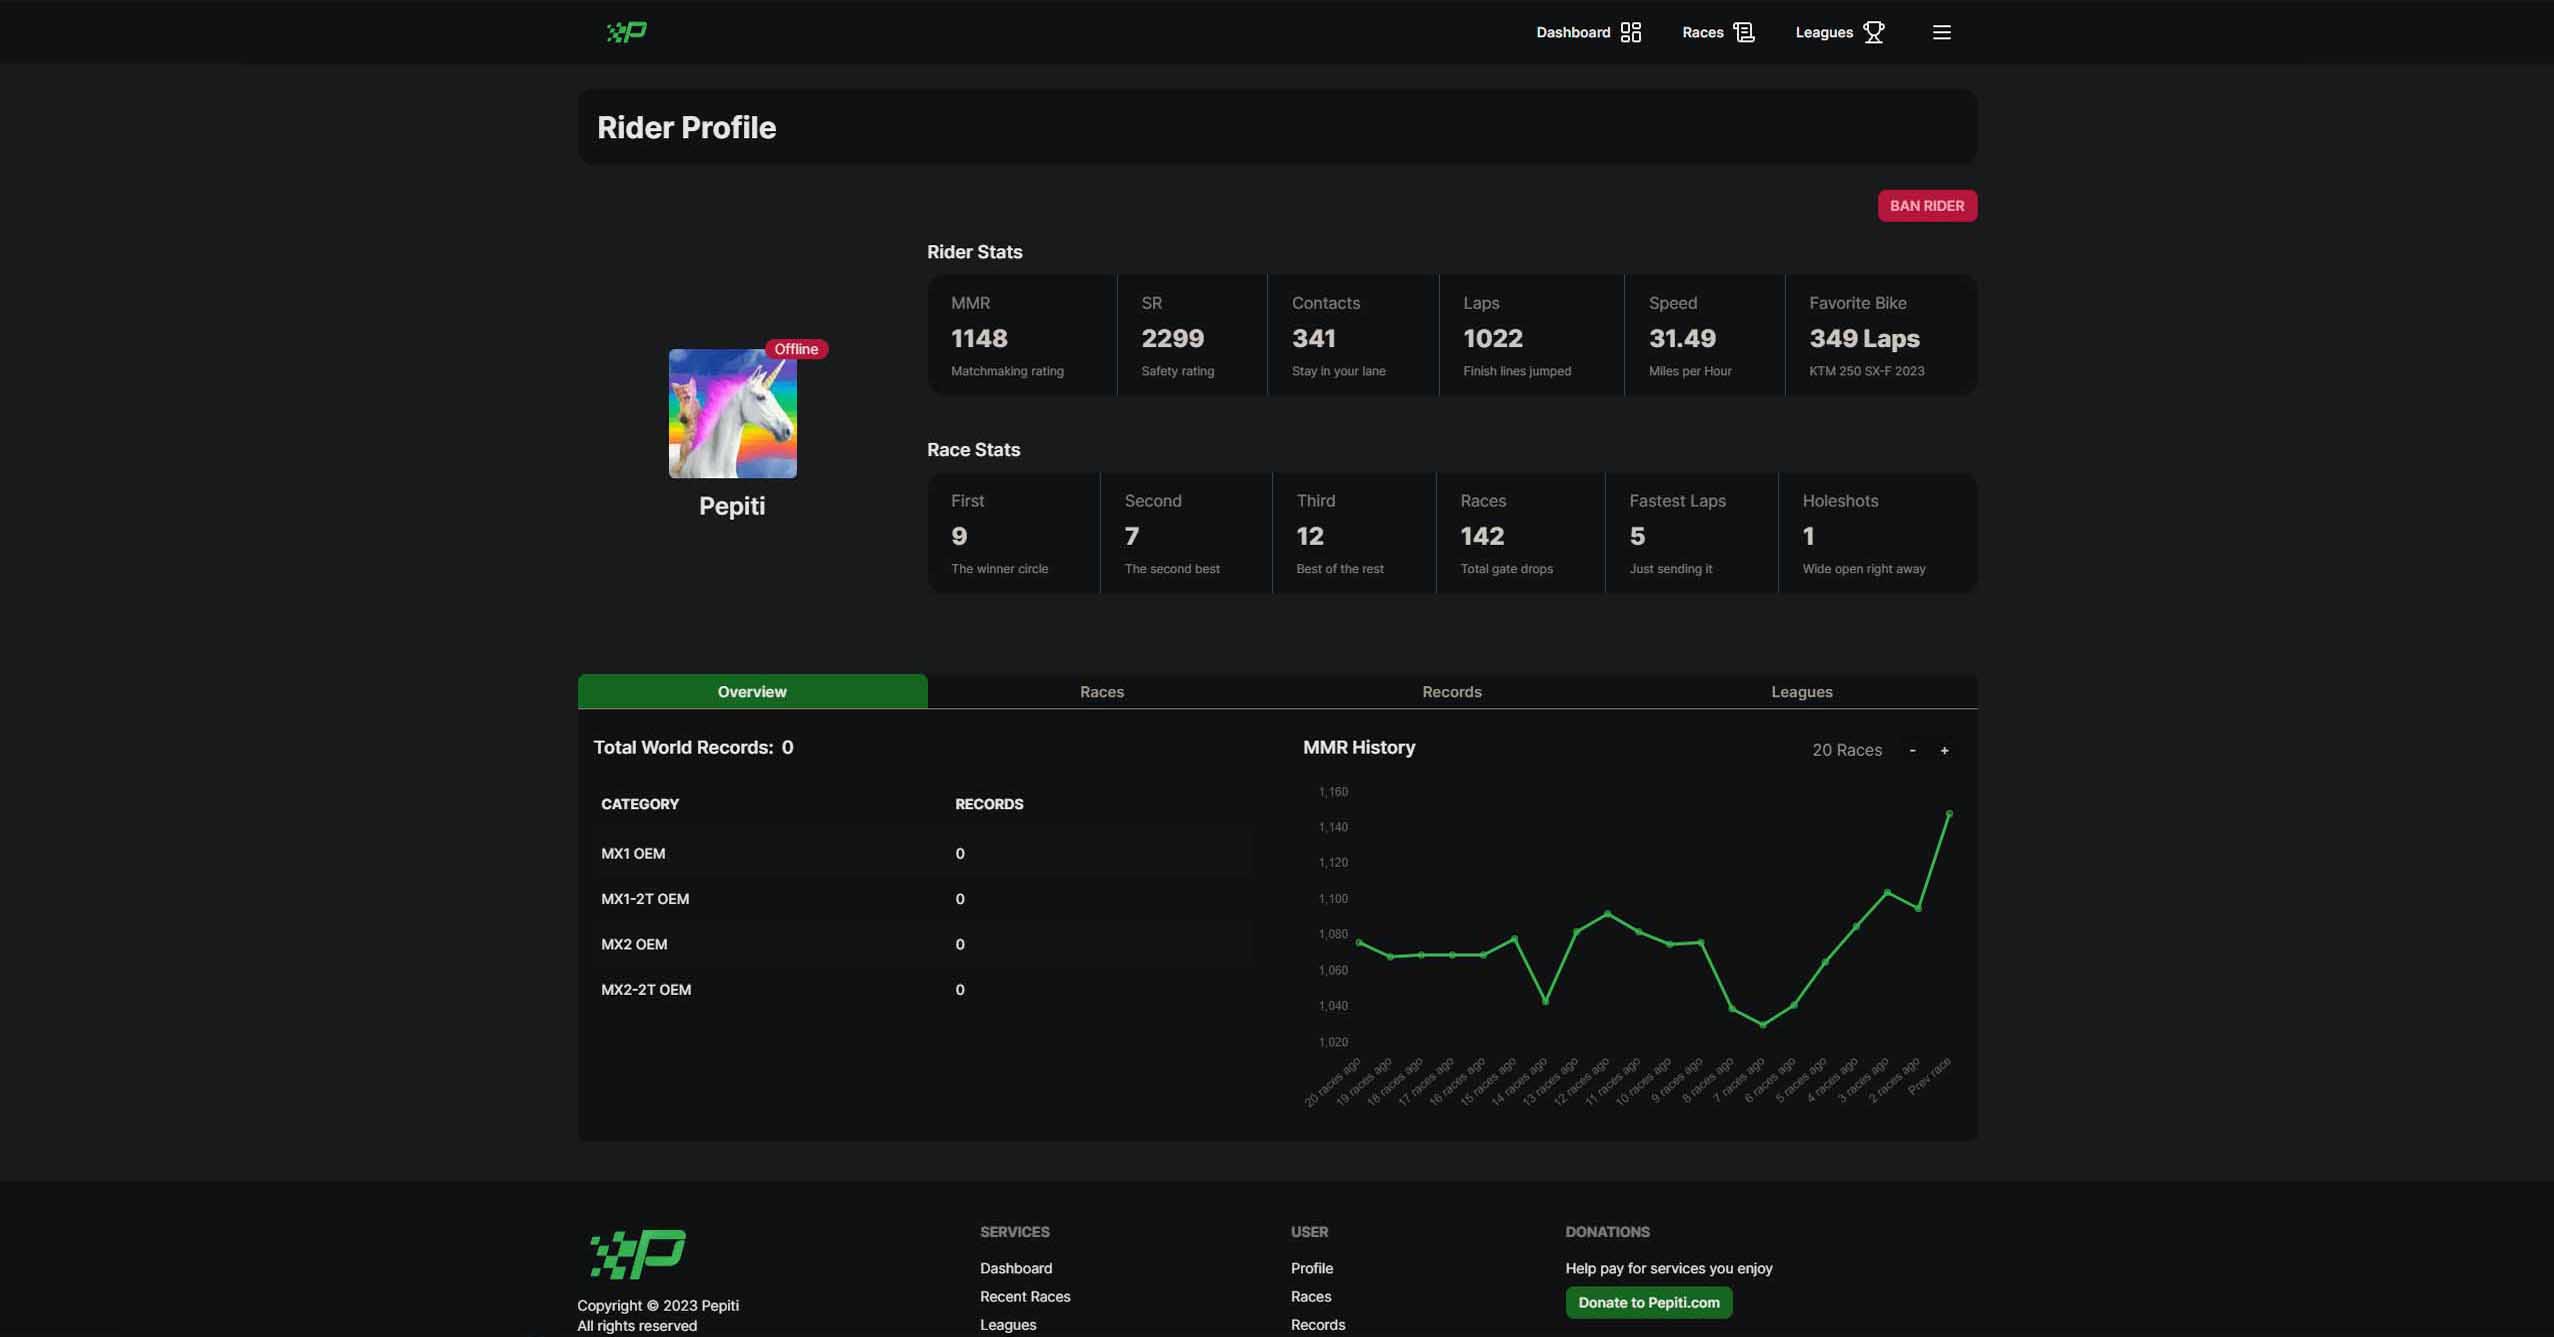 Dashboard Races Leagues
Rider Profile
BAN RIDER
Rider Stats
MMR SR Contacts Laps Speed Favorite Bike
1148 2299 341 1022 31.49 349 Laps
Matchmaking rating Safety rating Stay in your lane Finish lines jumped Miles per Hour KTM 250 SX-F 2023
Offline
Pepiti
Race Stats
First Second Third Races Fastest Laps Holeshots
9 7 12 142 5 1
The winner circle The second best Best of the rest Total gate drops Just sending it Wide open right away
Overview Races Records Leagues
Total World Records: 0
CATEGORY RECORDS
MX1 OEM 0
MX1-2T OEM 0
MX2 OEM 0
MX2-2T OEM 0
MMR History 20 Races - +
1,160
1,140
1,120
1,100
1,080
1,060
1,040
1,020
20 races ago
19 races ago
18 races ago
17 races ago
16 races ago
15 races ago
14 races ago
13 races ago
12 races ago
11 races ago
10 races ago
9 races ago
8 races ago
7 races ago
6 races ago
5 races ago
4 races ago
3 races ago
2 races ago
Prev race
P
Copyright © 2023 Pepiti
All rights reserved
SERVICES
Dashboard
Recent Races
Leagues
USER
Profile
Races
Records
DONATIONS
Help pay for services you enjoy
Donate to Pepiti.com